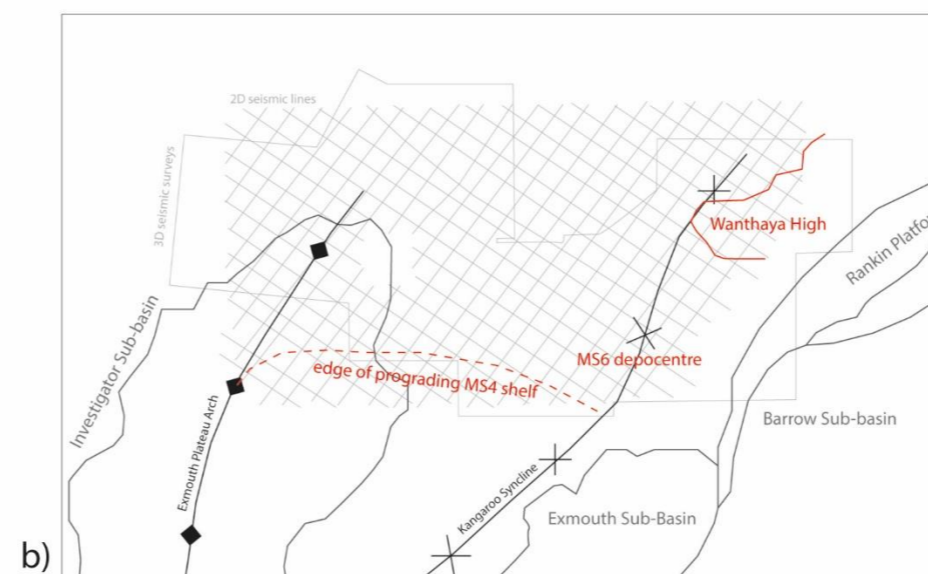 2D seismic lines
3D seismic surveys
Wanthaya High
Rankin Platfo
Investigator Sub-basin
MS6 depocentre
edge of prograding MS4 shelf
Exmouth Plateau Arch
Barrow Sub-basin
Kangaroo Syncline
Exmouth Sub-Basin
b)